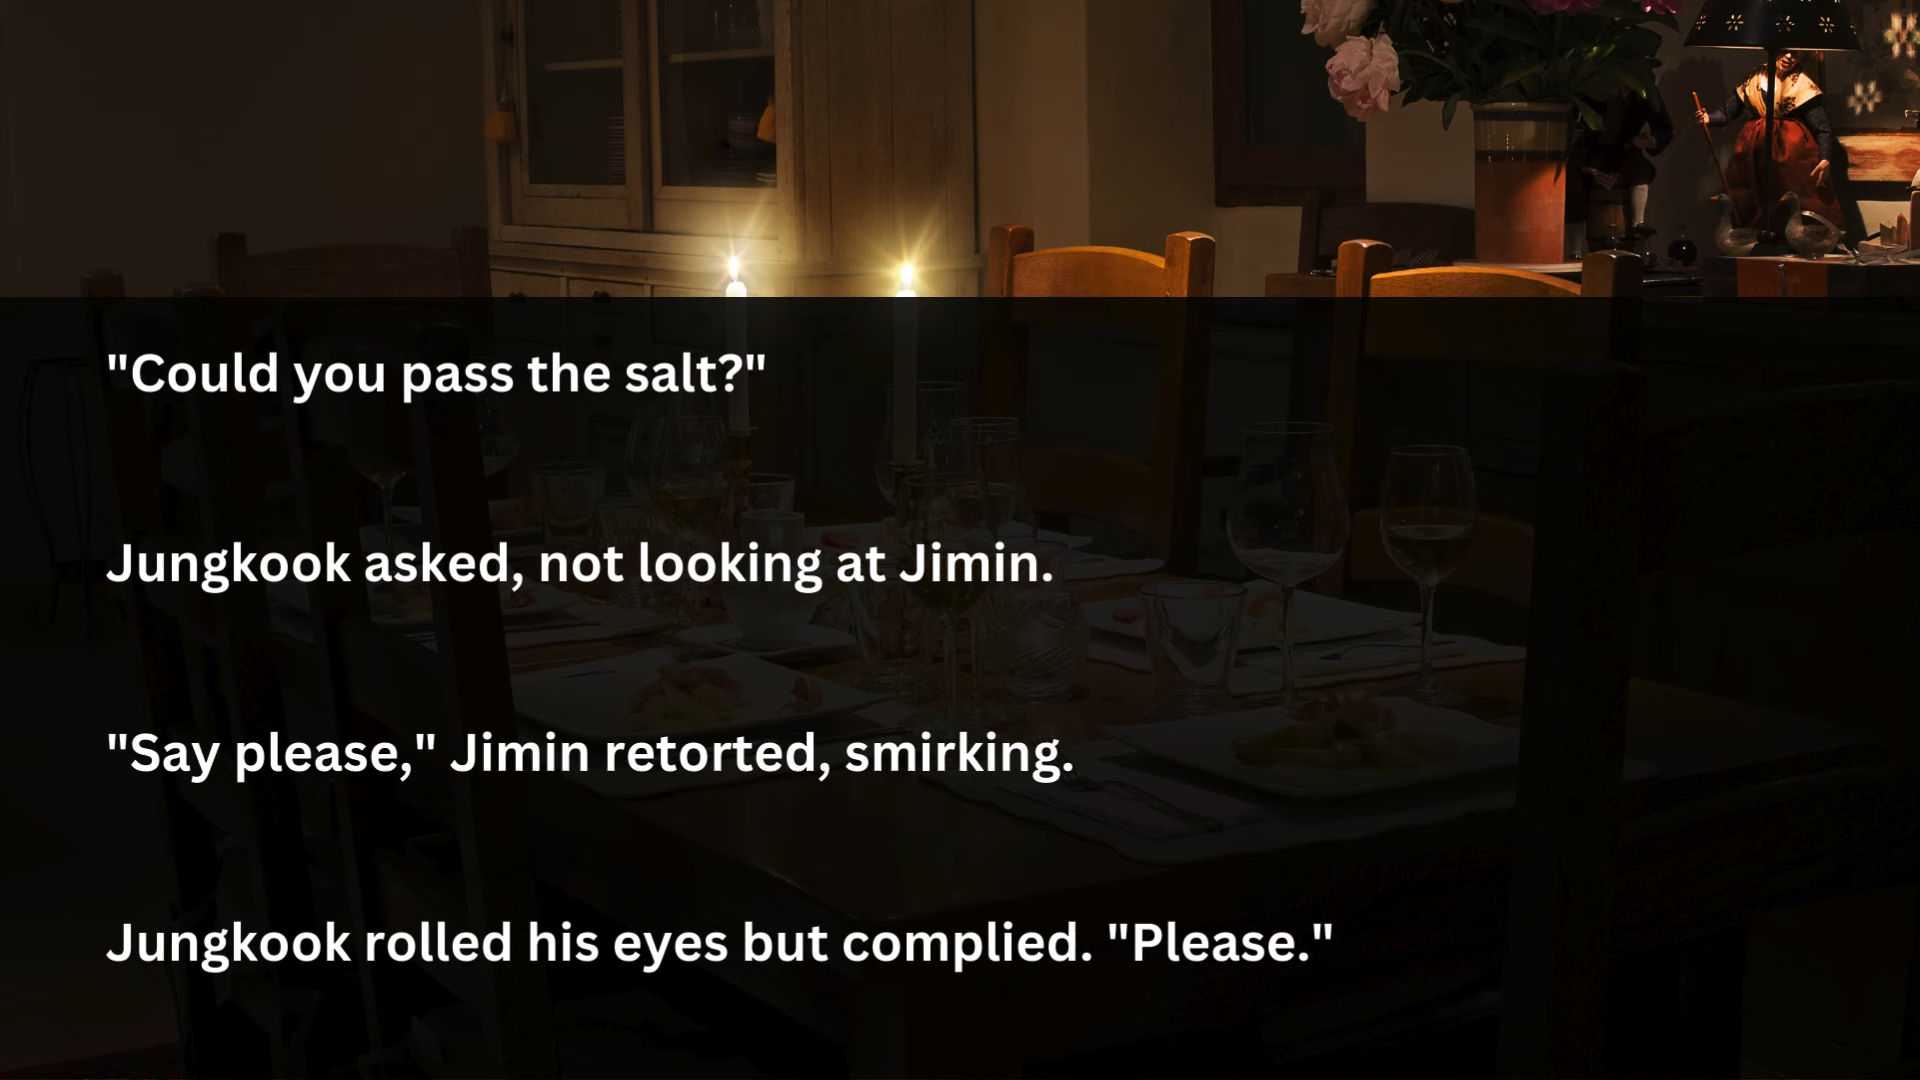 "Could you pass the salt?"
Jungkook asked, not looking at Jimin.
"Say please," Jimin retorted, smirking.
Jungkook rolled his eyes but complied. "Please."